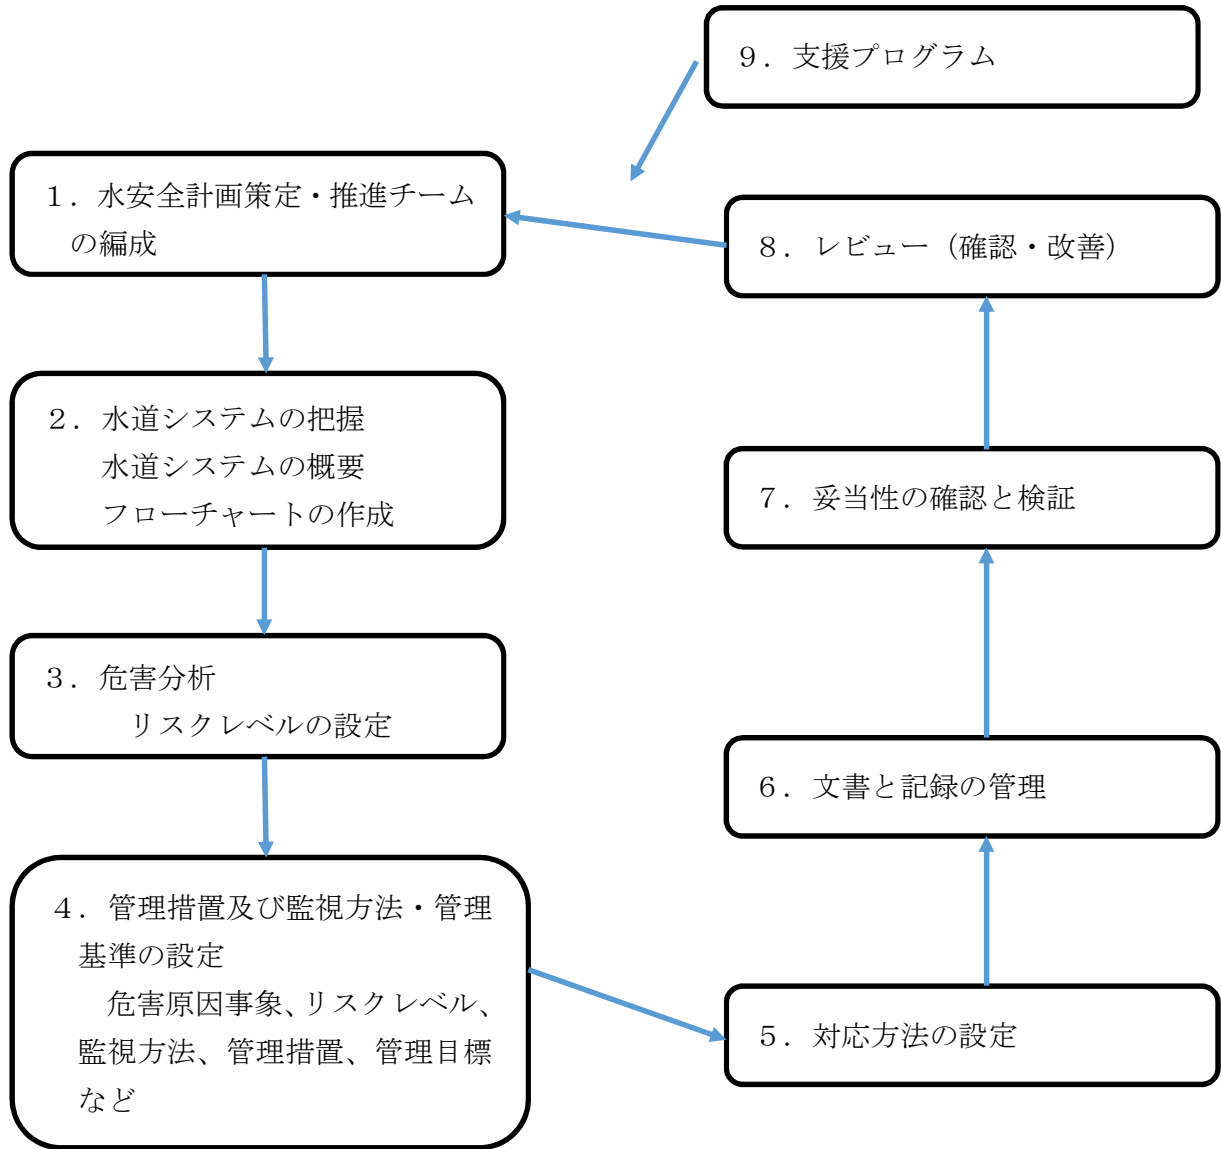 ９．支援プログラム
１．水安全計画策定・推進チーム
の編成
８．レビュー（確認・改善）
２．水道システムの把握
水道システムの概要
フローチャートの作成
７．妥当性の確認と検証
３．危害分析
リスクレベルの設定
６．文書と記録の管理
４．管理措置及び監視方法・管理
基準の設定
危害原因事象、リスクレベル、
監視方法、管理措置、管理目標
など
５．対応方法の設定